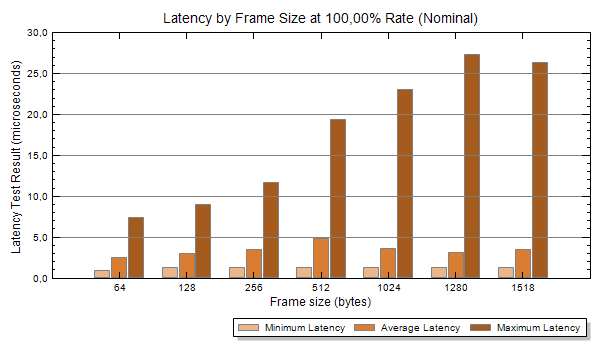 Latency by Frame Size at 100,00% Rate (Nominal)
Latency Test Result (microseconds)
30,0
25,0
20,0
15,0
10,0
5,0
0,0
64 128 256 512 1024 1280 1518
Frame size (bytes)
Minimum Latency Average Latency Maximum Latency